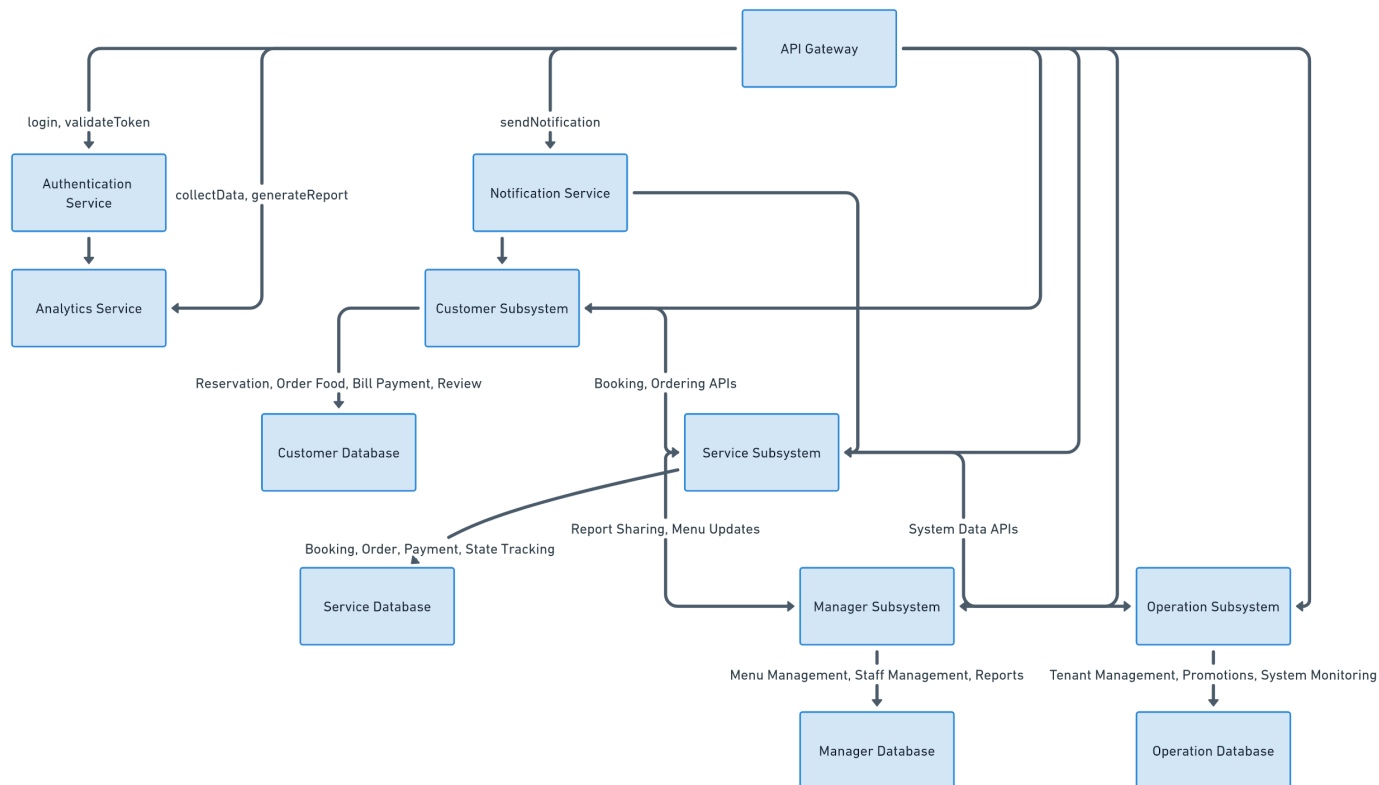 API Gateway
login, validateToken
sendNotification
Authentication
Service
collectData, generateReport
Notification Service
Analytics Service
Customer Subsystem
Reservation, Order Food, Bill Payment, Review
Booking, Ordering APIs
Customer Database
Service Subsystem
Report Sharing, Menu Updates
System Data APIs
Booking, Order, Payment, State Tracking
Service Database
Manager Subsystem
Operation Subsystem
Menu Management, Staff Management, Reports
Tenant Management, Promotions, System Monitoring
Manager Database
Operation Database